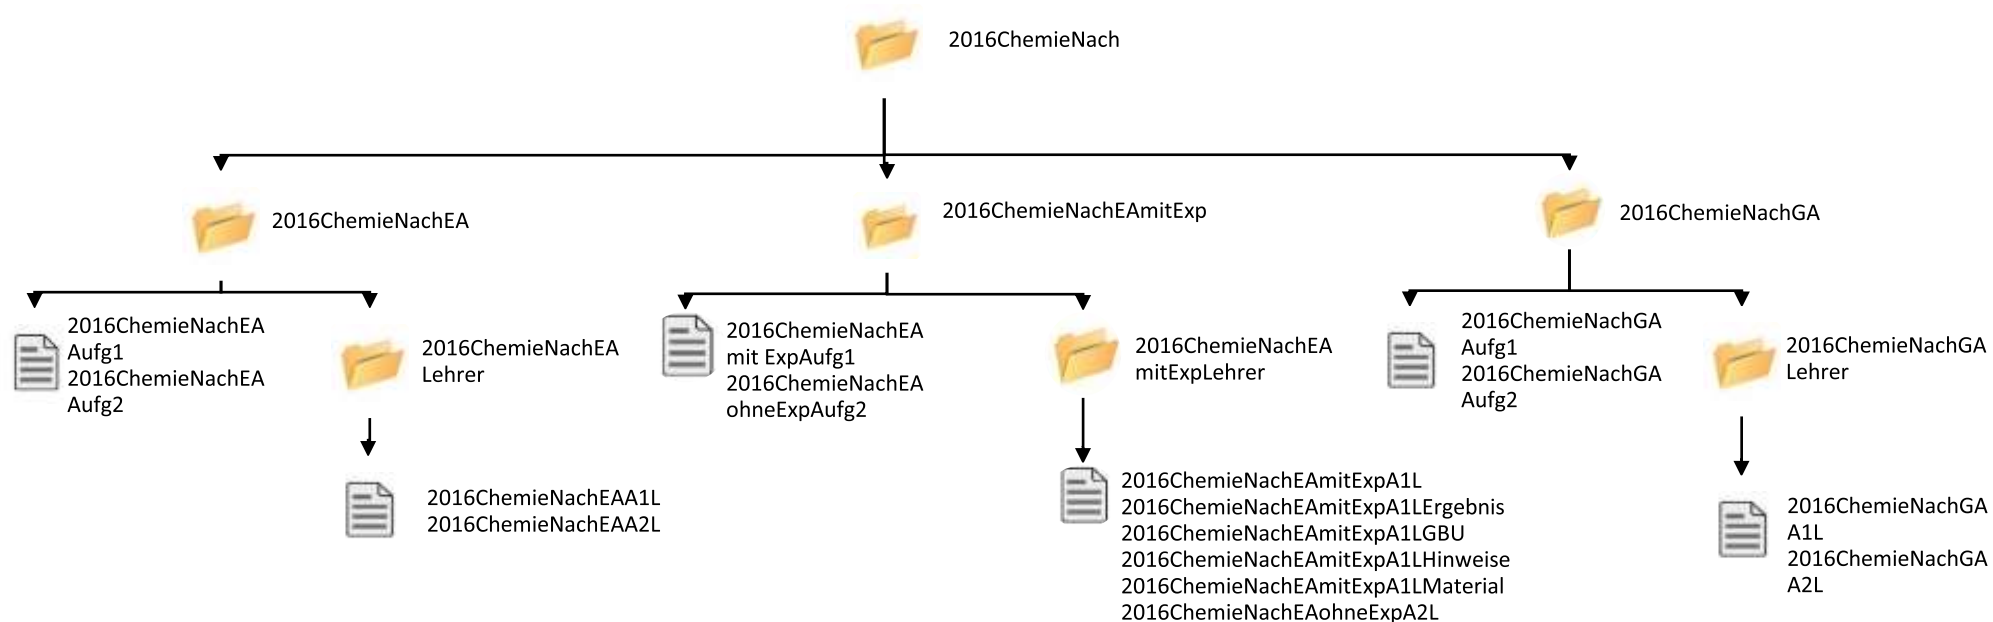 2016ChemieNach
2016ChemieNachEA
2016ChemieNachEAmitExp
2016ChemieNachGA
2016ChemieNachEA
Aufg1
2016ChemieNachEA
Aufg2
2016ChemieNachEA
Lehrer
2016ChemieNachEA
mit ExpAufg1
2016ChemieNachEA
ohneExpAufg2
2016ChemieNachEA
mitExpLehrer
2016ChemieNachGA
Aufg1
2016ChemieNachGA
Aufg2
2016ChemieNachGA
Lehrer
2016ChemieNachEAA1L
2016ChemieNachEAA2L
2016ChemieNachEAmitExpA1L
2016ChemieNachEAmitExpA1LErgebnis
2016ChemieNachEAmitExpA1LGBU
2016ChemieNachEAmitExpA1LHinweise
2016ChemieNachEAmitExpA1LMaterial
2016ChemieNachEAohneExpA2L
2016ChemieNachGA
A1L
2016ChemieNachGA
A2L